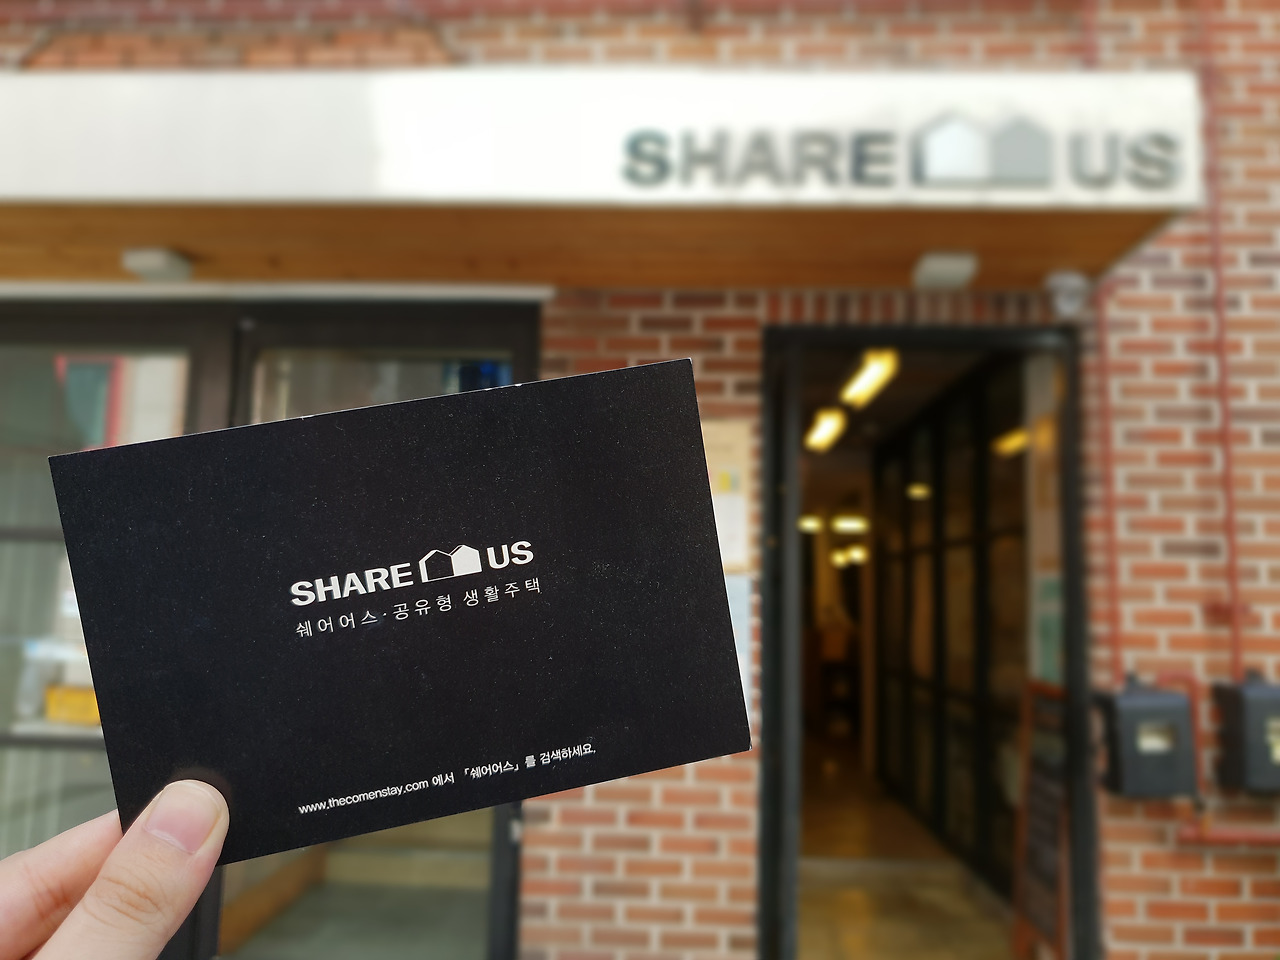 SHARE US
SHARE US
쉐어어스·공유형 생활주택
www.thecomenstay.com 에서 「쉐어어스」를 검색하세요.